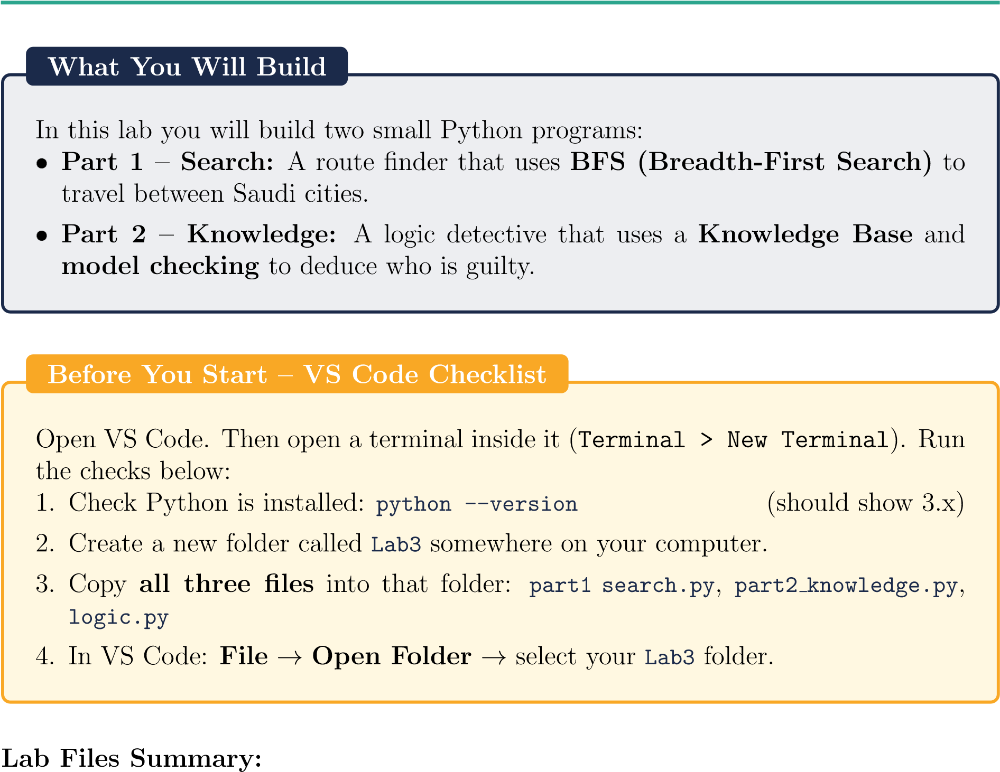 What You Will Build
In this lab you will build two small Python programs:
• Part 1 – Search: A route finder that uses BFS (Breadth-First Search) to
travel between Saudi cities.
• Part 2 – Knowledge: A logic detective that uses a Knowledge Base and
model checking to deduce who is guilty.
Before You Start – VS Code Checklist
Open VS Code. Then open a terminal inside it (Terminal > New Terminal). Run
the checks below:
1. Check Python is installed: python --version (should show 3.x)
2. Create a new folder called Lab3 somewhere on your computer.
3. Copy all three files into that folder: part1 search.py, part2_knowledge.py,
logic.py
4. In VS Code: File → Open Folder → select your Lab3 folder.
Lab Files Summary: